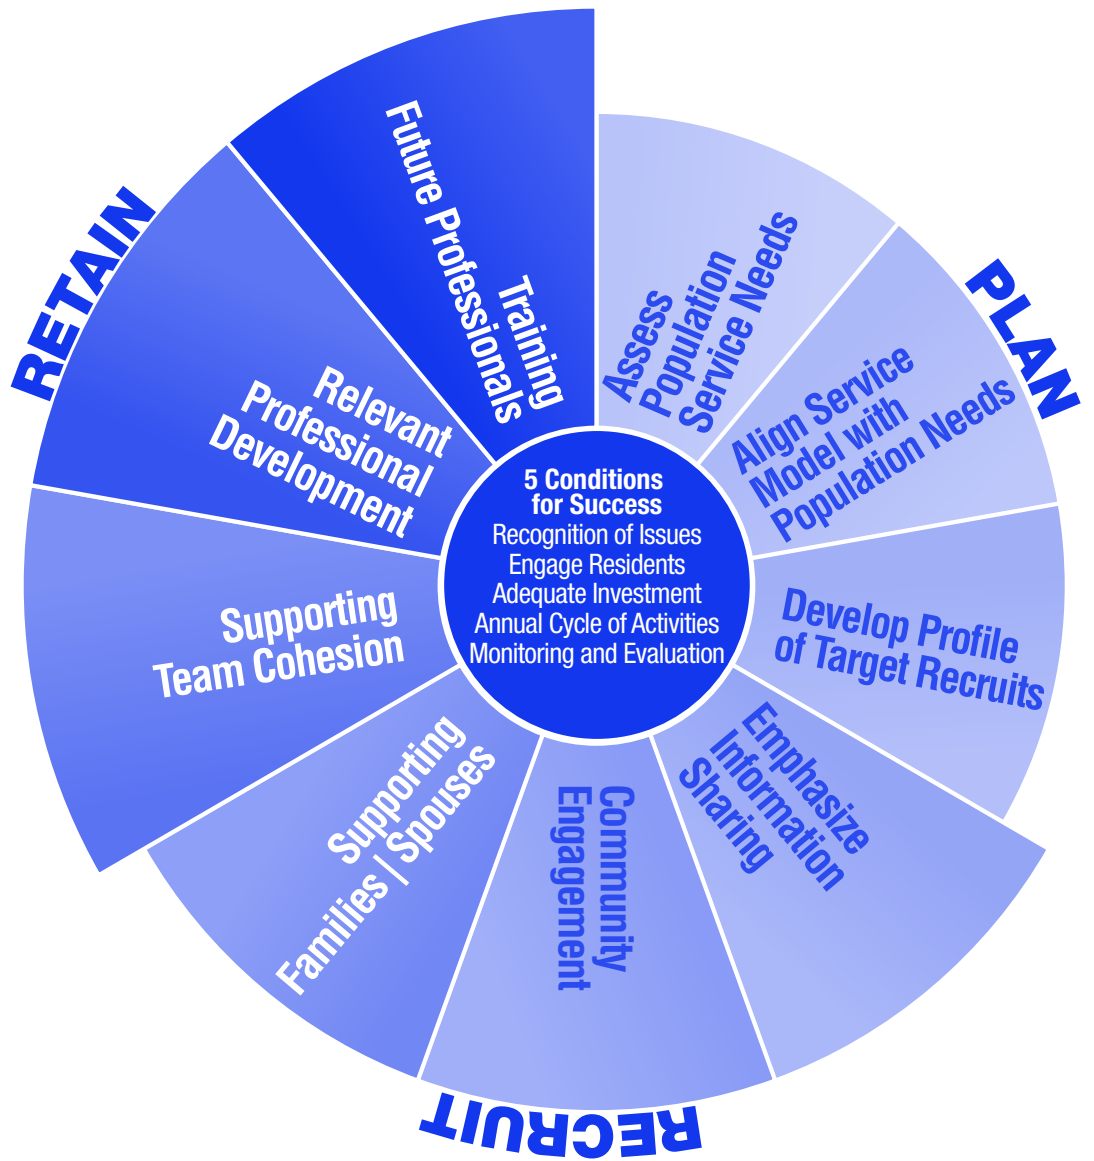 PLAN
Assess
Population
Service Needs
Align Service
Model with
Population Needs
Develop Profile
of Target Recruits
RECRUIT
Emphasize
Information
Sharing
Community
Engagement
Supporting
Families | Spouses
RETAIN
Supporting
Team Cohesion
Relevant
Professional
Development
Training
Future Professionals
5 Conditions
for Success
Recognition of Issues
Engage Residents
Adequate Investment
Annual Cycle of Activities
Monitoring and Evaluation